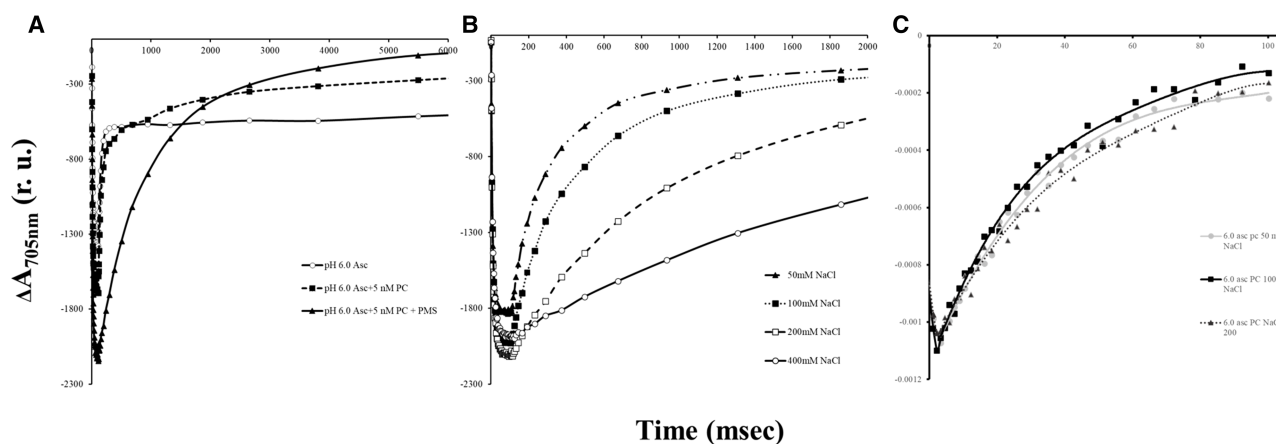 A
B
C
0
1000
2000
3000
4000
5000
6000
-300
-800
-1300
-1800
-2300
pH 6.0 Asc
pH 6.0 Asc+5 nM PC
pH 6.0 Asc+5 nM PC + PMS
0
200
400
600
800
1000
1200
1400
1600
1800
2000
-300
-800
-1300
-1800
-2300
50mM NaCl
100mM NaCl
200mM NaCl
400mM NaCl
0
0
20
40
60
80
100
-0.0002
-0.0004
-0.0006
-0.0008
-0.001
-0.0012
6.0 asc pc 50 n
NaCl
6.0 asc PC 100
NaCl
6.0 asc PC NaC
200
ΔA705nm (r. u.)
Time (msec)